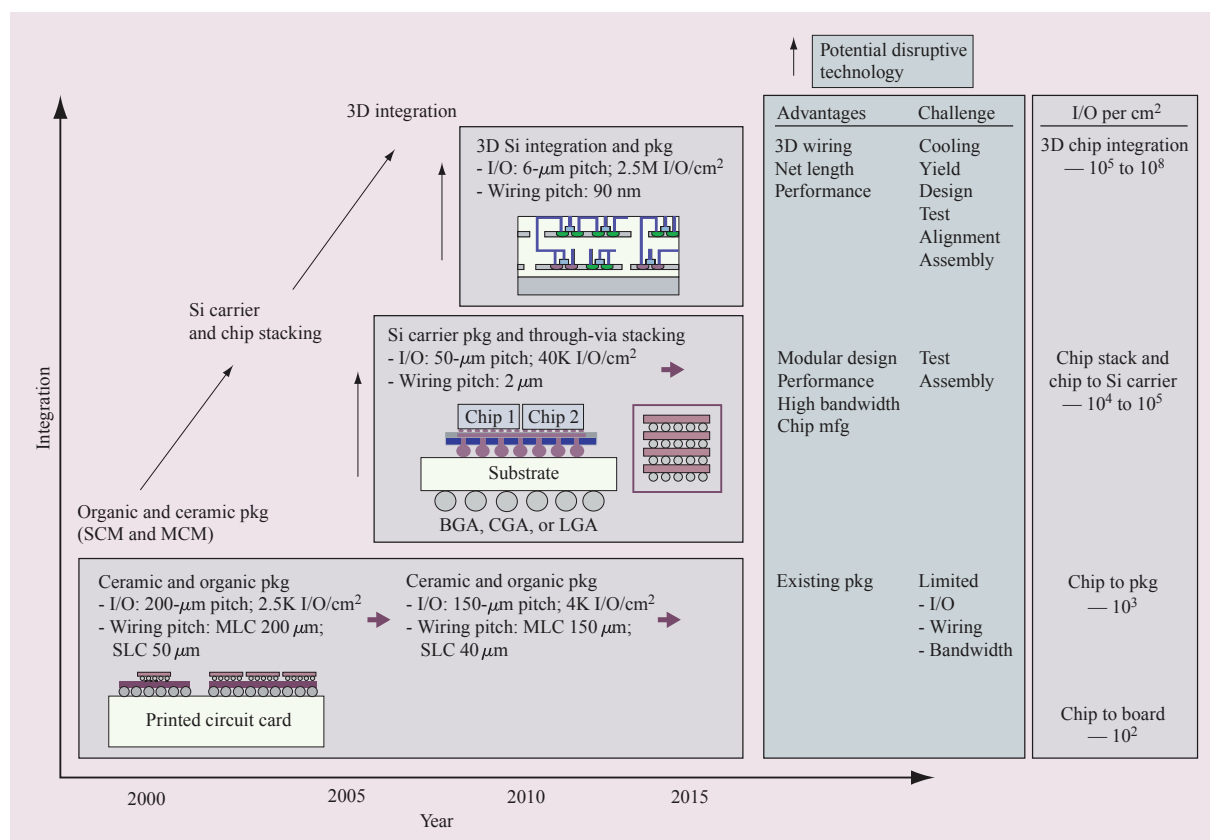 Potential disruptive
technology
3D integration
3D Si integration and pkg
- I/O: 6-μm pitch; 2.5M I/O/cm²
- Wiring pitch: 90 nm
Advantages
Challenge
3D wiring
Net length
Performance
Cooling
Yield
Design
Test
Alignment
Assembly
I/O per cm²
3D chip integration
— 10⁵ to 10⁸
Si carrier
and chip stacking
Si carrier pkg and through-via stacking
- I/O: 50-μm pitch; 40K I/O/cm²
- Wiring pitch: 2 μm
Chip 1
Chip 2
Substrate
BGA, CGA, or LGA
Modular design
Performance
High bandwidth
Chip mfg
Test
Assembly
Chip stack and
chip to Si carrier
— 10⁴ to 10⁵
Organic and ceramic pkg
(SCM and MCM)
Ceramic and organic pkg
- I/O: 200-μm pitch; 2.5K I/O/cm²
- Wiring pitch: MLC 200 μm;
SLC 50 μm
Printed circuit card
Ceramic and organic pkg
- I/O: 150-μm pitch; 4K I/O/cm²
- Wiring pitch: MLC 150 μm;
SLC 40 μm
Existing pkg
Limited
- I/O
- Wiring
- Bandwidth
Chip to pkg
— 10³
Chip to board
— 10²
Integration
2000
2005
2010
2015
Year